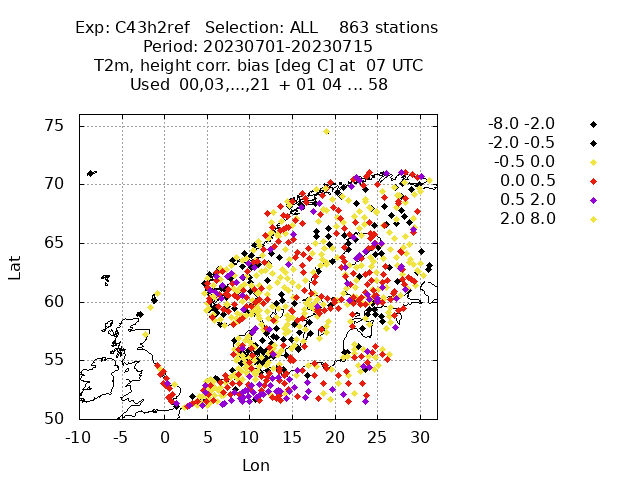 Exp: C43h2ref   Selection: ALL    863 stations
Period: 20230701-20230715
T2m, height corr. bias [deg C] at  07 UTC
Used  00,03,...,21  + 01 04 ... 58
-8.0 -2.0
-2.0 -0.5
-0.5 0.0
0.0 0.5
0.5 2.0
2.0 8.0
Lat
75
70
65
60
55
50
-10 -5 0 5 10 15 20 25 30
Lon